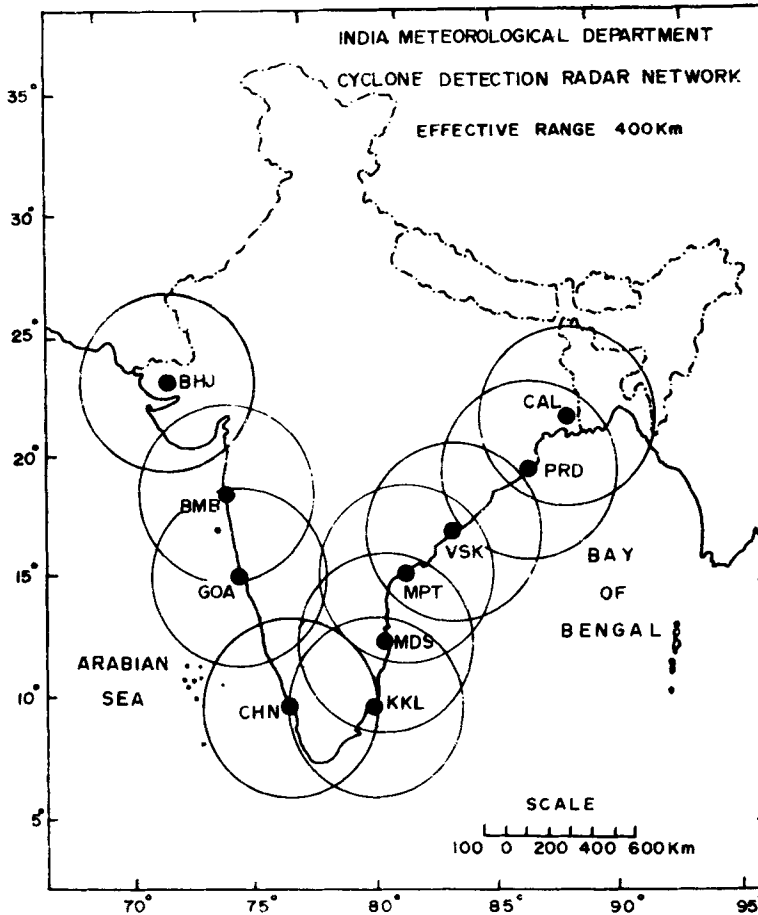 INDIA METEOROLOGICAL DEPARTMENT
CYCLONE DETECTION RADAR NETWORK
EFFECTIVE RANGE 400Km
35°
30°
25°
20°
15°
10°
5°
BHJ
CAL
PRD
BMB
VSK
GOA
MPT
BAY
OF
BENGAL
MDS
ARABIAN
SEA
CHN
KKL
SCALE
100 0 200 400 600Km
70° 75° 80° 85° 90° 95